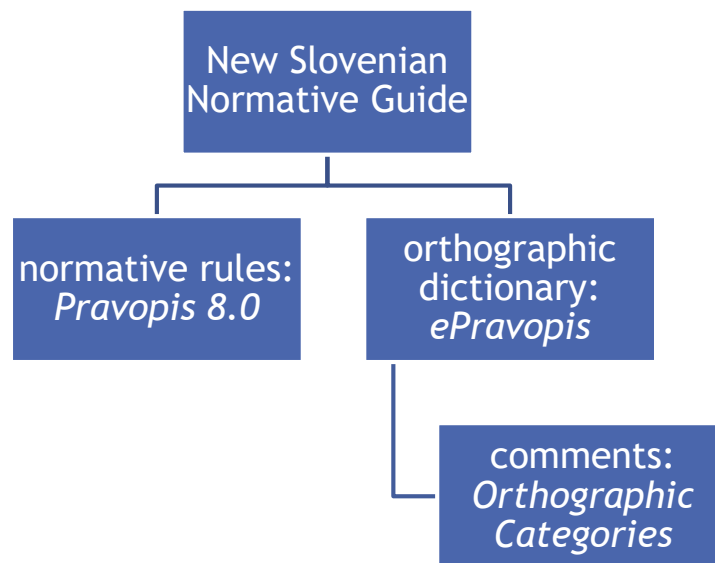 New Slovenian
Normative Guide
normative rules:
Pravopis 8.0
orthographic
dictionary:
ePravopis
comments:
Orthographic
Categories